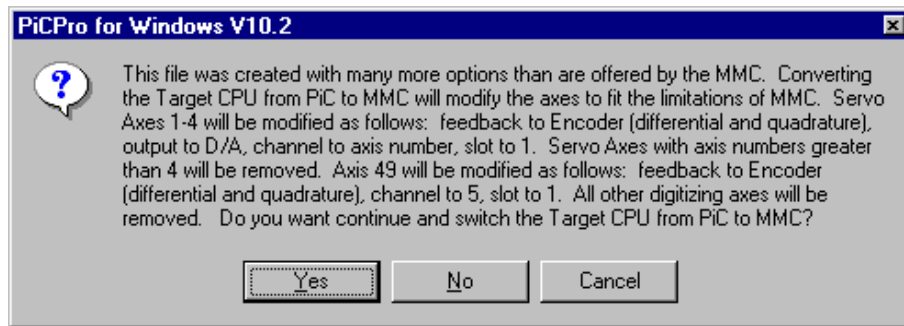 PiCPro for Windows V10.2
This file was created with many more options than are offered by the MMC.  Converting
the Target CPU from PiC to MMC will modify the axes to fit the limitations of MMC.  Servo
Axes 1-4 will be modified as follows:  feedback to Encoder (differential and quadrature),
output to D/A, channel to axis number, slot to 1.  Servo Axes with axis numbers greater
than 4 will be removed.  Axis 49 will be modified as follows:  feedback to Encoder
(differential and quadrature), channel to 5, slot to 1.  All other digitizing axes will be
removed.   Do you want continue and switch the Target CPU from PiC to MMC?
Yes
No
Cancel